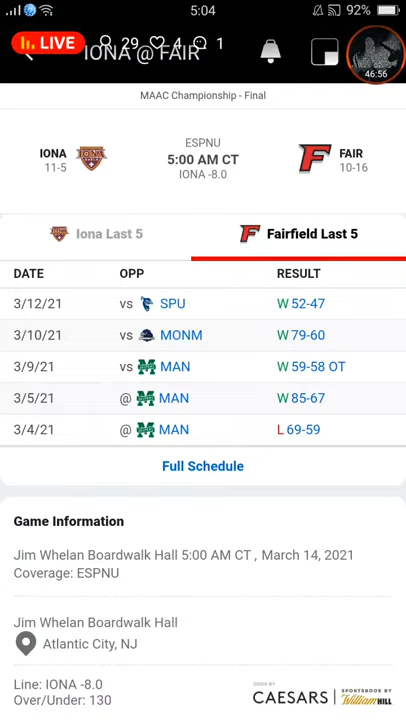 5:04
92%
LIVE 29 4 1
IONA @ FAIR
46:56
MAAC Championship - Final
ESPNU
IONA 5:00 AM CT FAIR
11-5 IONA -8.0 10-16
Iona Last 5 Fairfield Last 5
DATE OPP RESULT
3/12/21 vs SPU W 52-47
3/10/21 vs MONM W 79-60
3/9/21 vs MAN W 59-58 OT
3/5/21 @ MAN W 85-67
3/4/21 @ MAN L 69-59
Full Schedule
Game Information
Jim Whelan Boardwalk Hall 5:00 AM CT , March 14, 2021
Coverage: ESPNU
Jim Whelan Boardwalk Hall
Atlantic City, NJ
Line: IONA -8.0
Over/Under: 130
ODDS BY
CAESARS SPORTSBOOK BY
William HILL